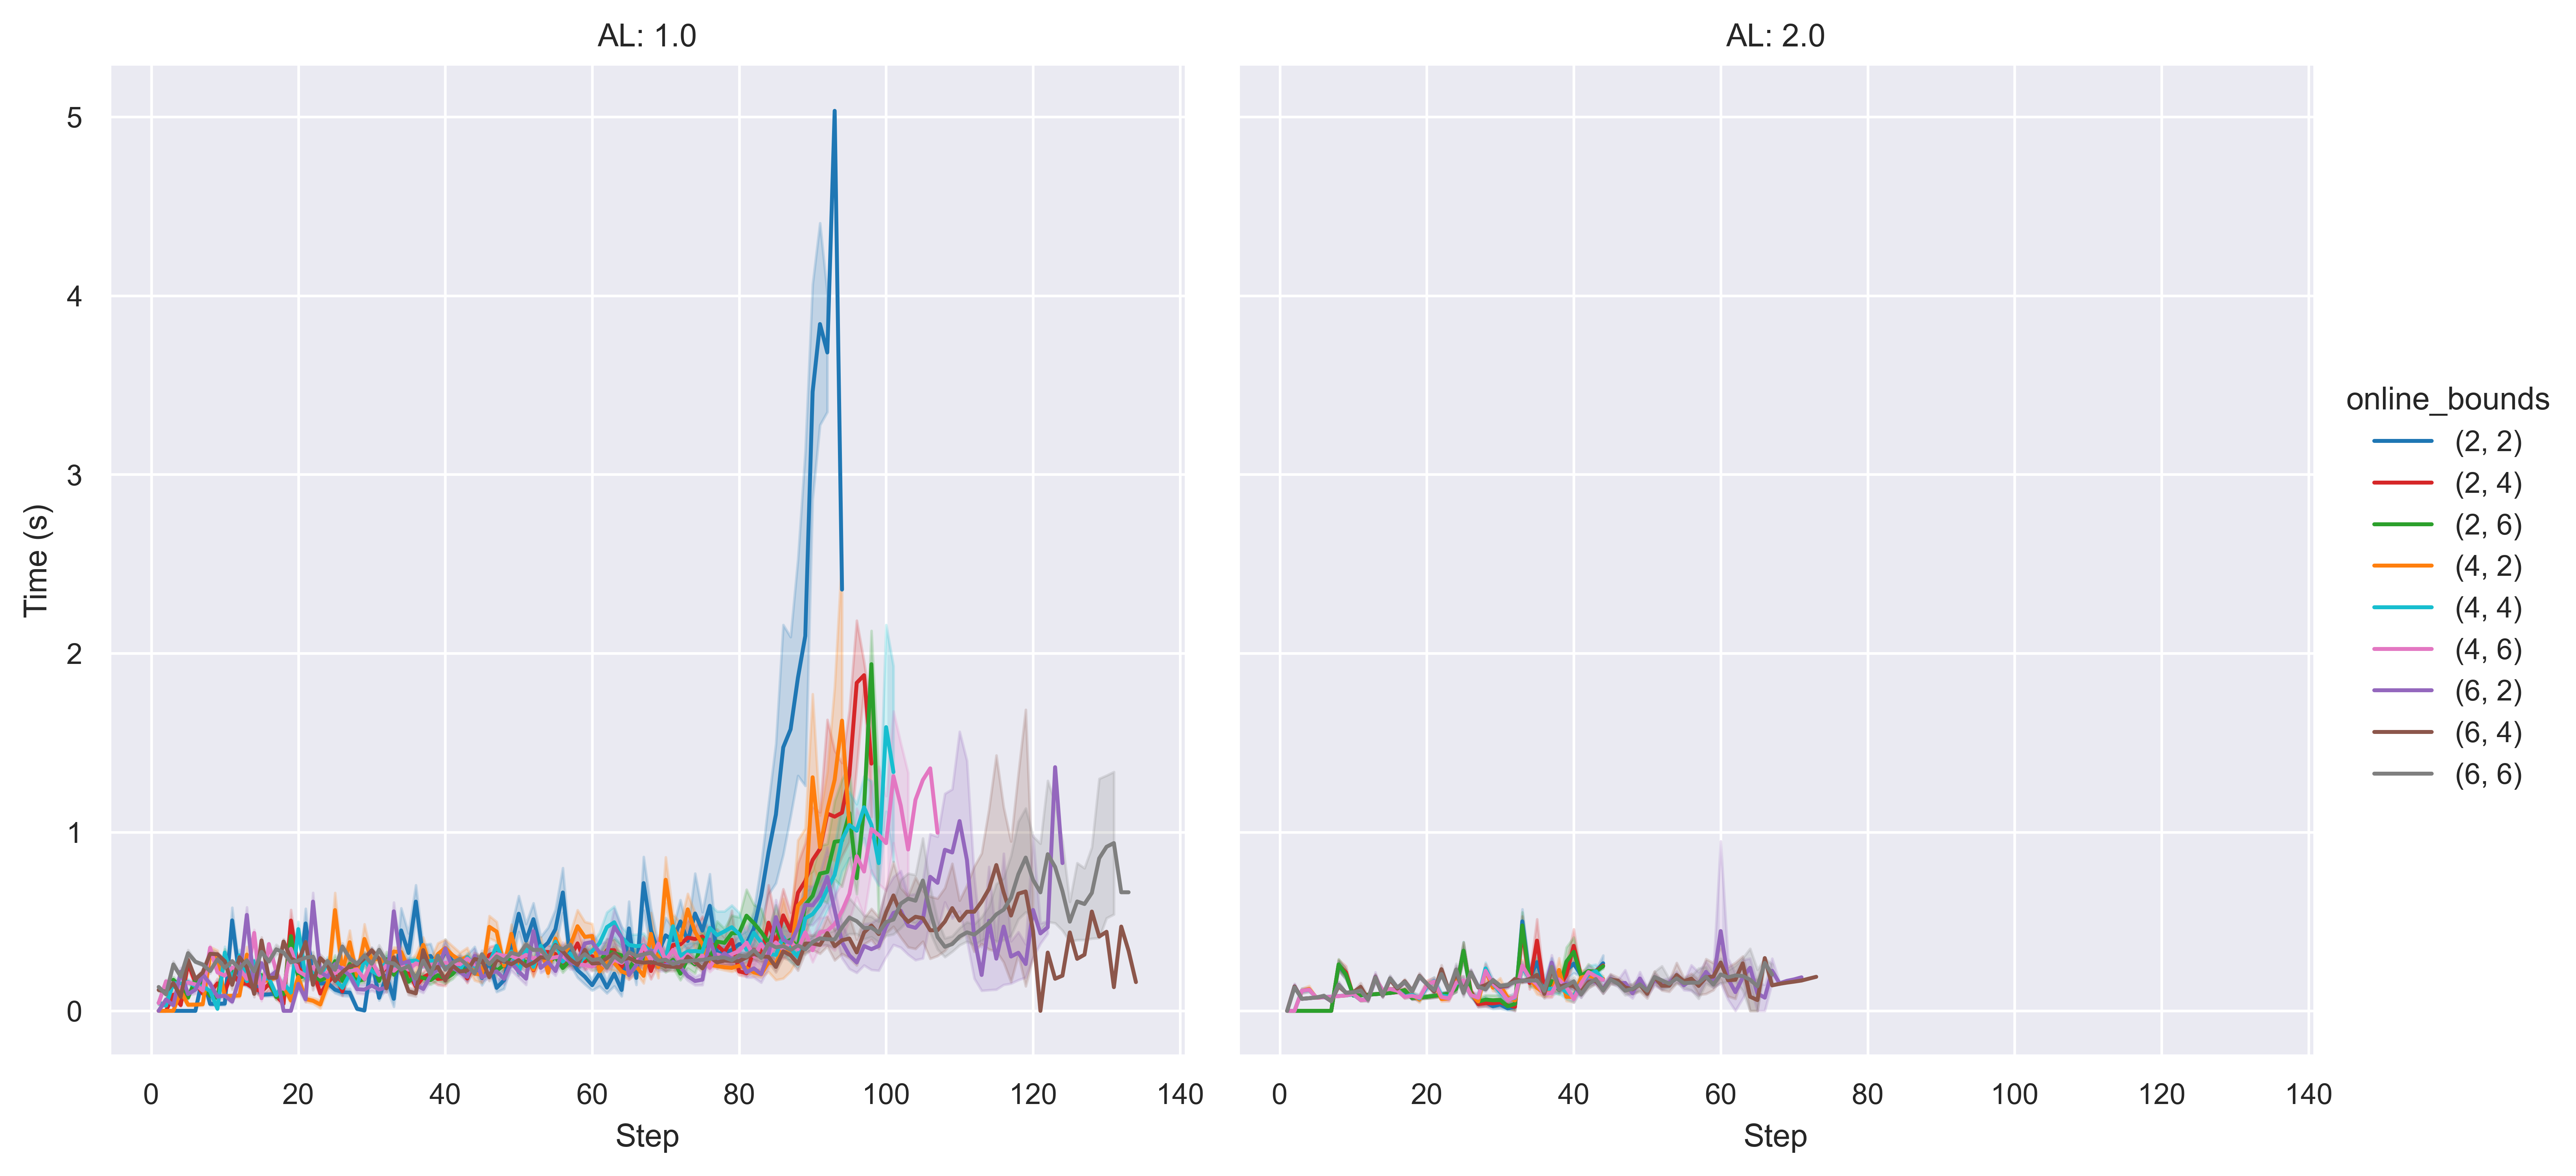 AL: 1.0
AL: 2.0
Time (s)
5
4
3
2
1
0
0 20 40 60 80 100 120 140
0 20 40 60 80 100 120 140
Step
Step
online_bounds
(2, 2)
(2, 4)
(2, 6)
(4, 2)
(4, 4)
(4, 6)
(6, 2)
(6, 4)
(6, 6)